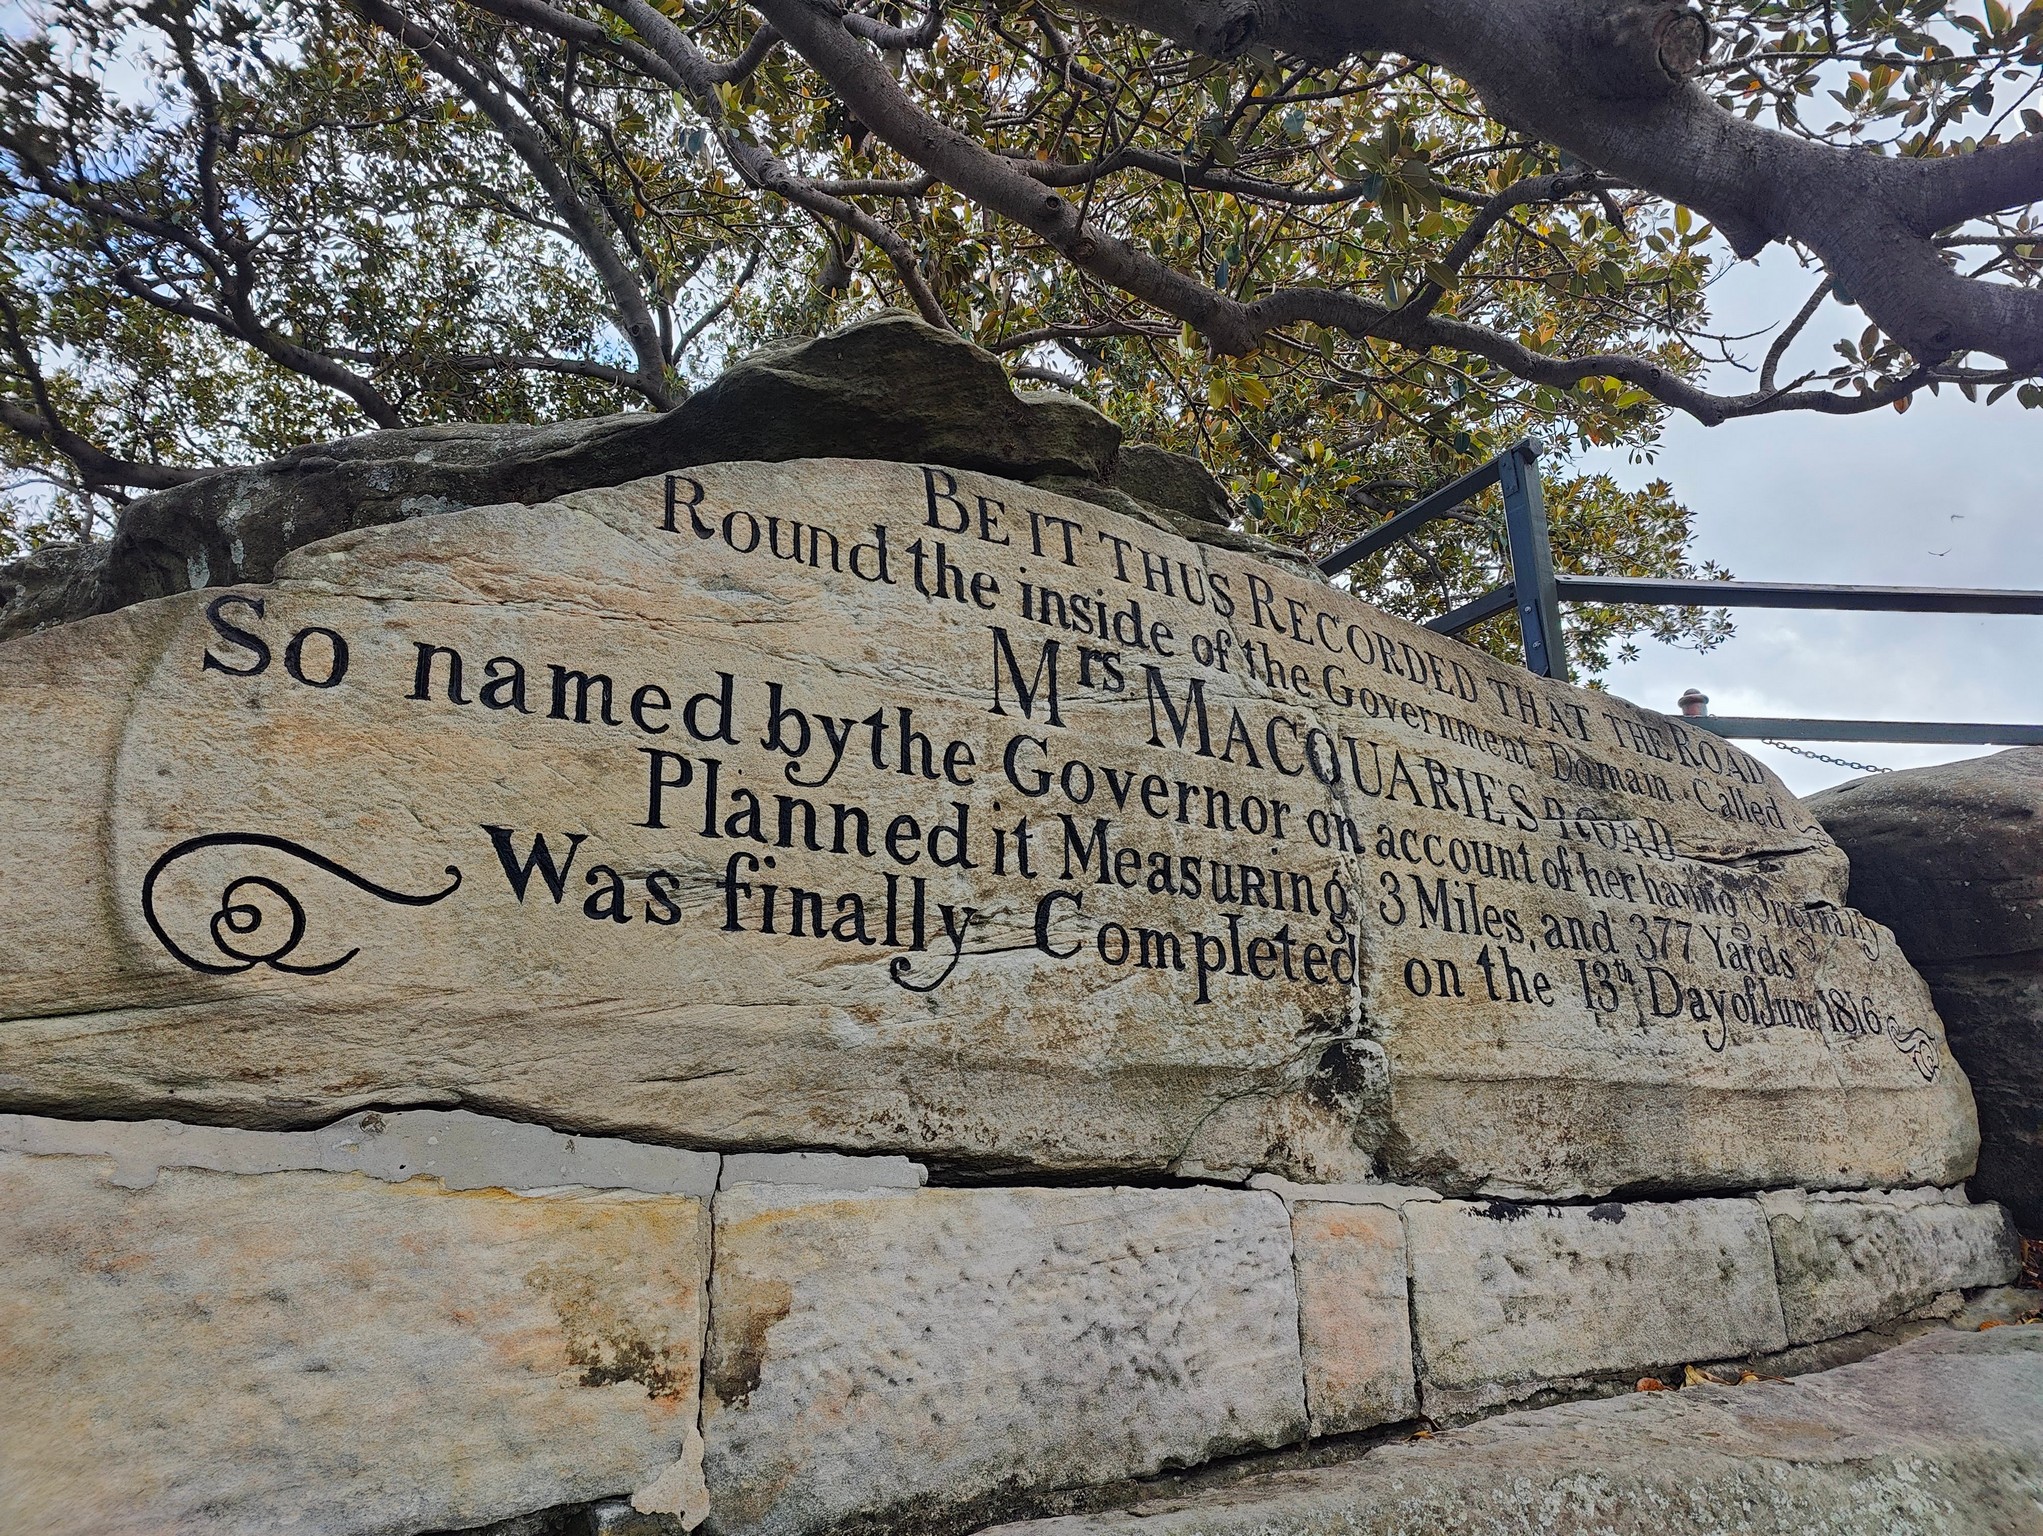 BE IT THUS RECORDED THAT THE ROAD
Round the inside of the Government Domain Called
Mrs. MACQUARIE'S ROAD
So named by the Governor on account of her having Originally
Planned it Measuring 3 Miles, and 377 Yards
Was finally Completed on the 13th Day of June 1816